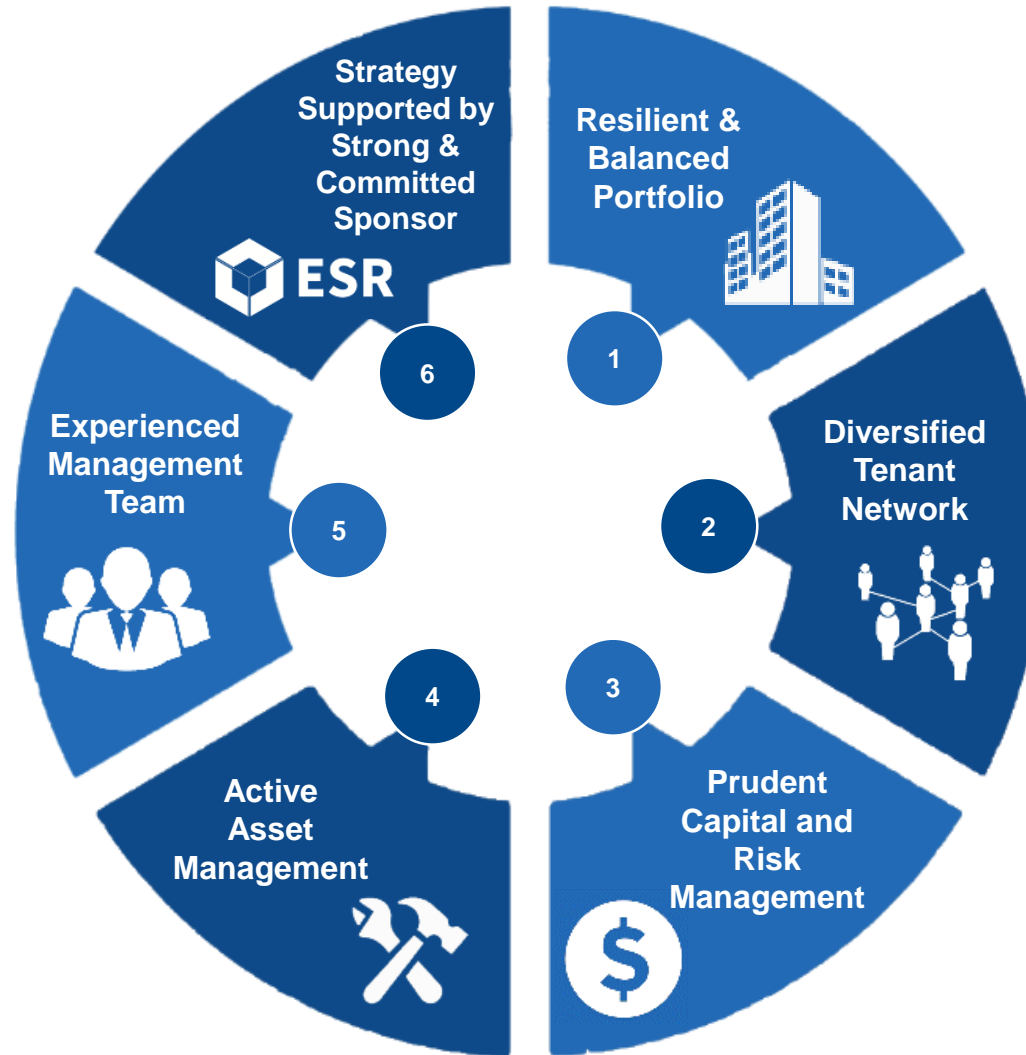 Resilient &
Balanced
Portfolio
1
Diversified
Tenant
Network
2
Prudent
Capital and
Risk
Management
3
$
Active
Asset
Management
4
Experienced
Management
Team
5
Strategy
Supported by
Strong &
Committed
Sponsor
ESR
6